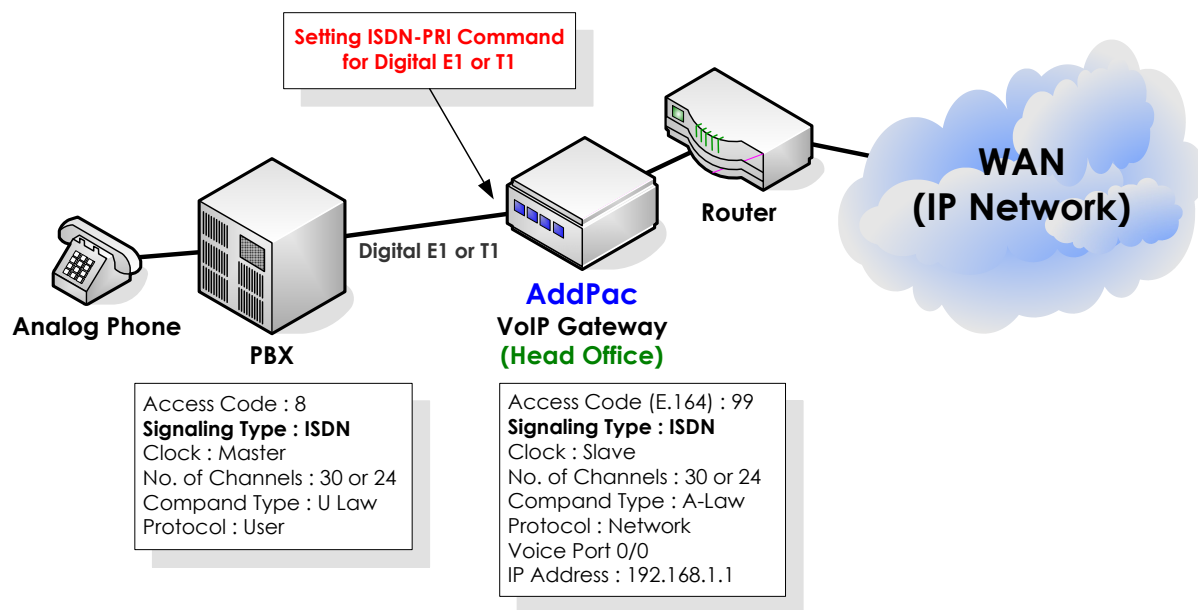 Setting ISDN-PRI Command
for Digital E1 or T1
WAN
(IP Network)
Router
Digital E1 or T1
AddPac
VoIP Gateway
(Head Office)
Analog Phone
PBX
Access Code : 8
Signaling Type : ISDN
Clock : Master
No. of Channels : 30 or 24
Compand Type : U Law
Protocol : User
Access Code (E.164) : 99
Signaling Type : ISDN
Clock : Slave
No. of Channels : 30 or 24
Compand Type : A-Law
Protocol : Network
Voice Port 0/0
IP Address : 192.168.1.1